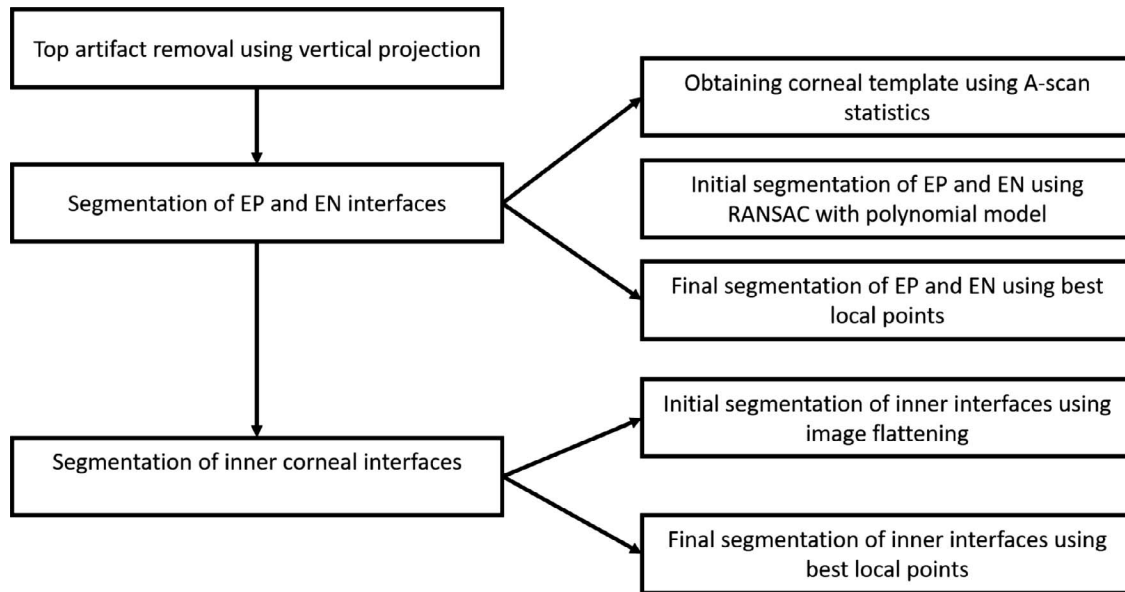 Top artifact removal using vertical projection
Segmentation of EP and EN interfaces
Obtaining corneal template using A-scan
statistics
Initial segmentation of EP and EN using
RANSAC with polynomial model
Final segmentation of EP and EN using best
local points
Segmentation of inner corneal interfaces
Initial segmentation of inner interfaces using
image flattening
Final segmentation of inner interfaces using
best local points